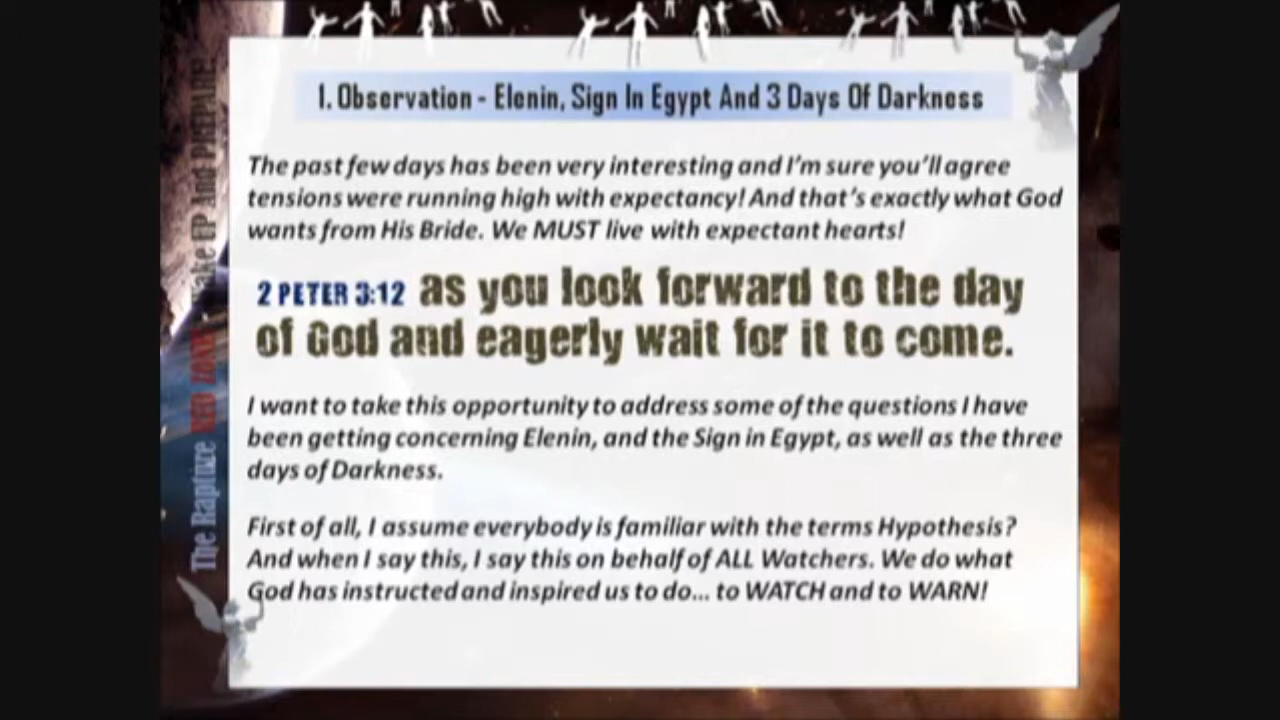 1. Observation - Elenin, Sign In Egypt And 3 Days Of Darkness
The past few days has been very interesting and I'm sure you'll agree
tensions were running high with expectancy! And that's exactly what God
wants from His Bride. We MUST live with expectant hearts!
2 PETER 3:12 as you look forward to the day
of God and eagerly wait for it to come.
I want to take this opportunity to address some of the questions I have
been getting concerning Elenin, and the Sign in Egypt, as well as the three
days of Darkness.
First of all, I assume everybody is familiar with the terms Hypothesis?
And when I say this, I say this on behalf of ALL Watchers. We do what
God has instructed and inspired us to do... to WATCH and to WARN!
The Rapture RED ZONE UP And PREPARE